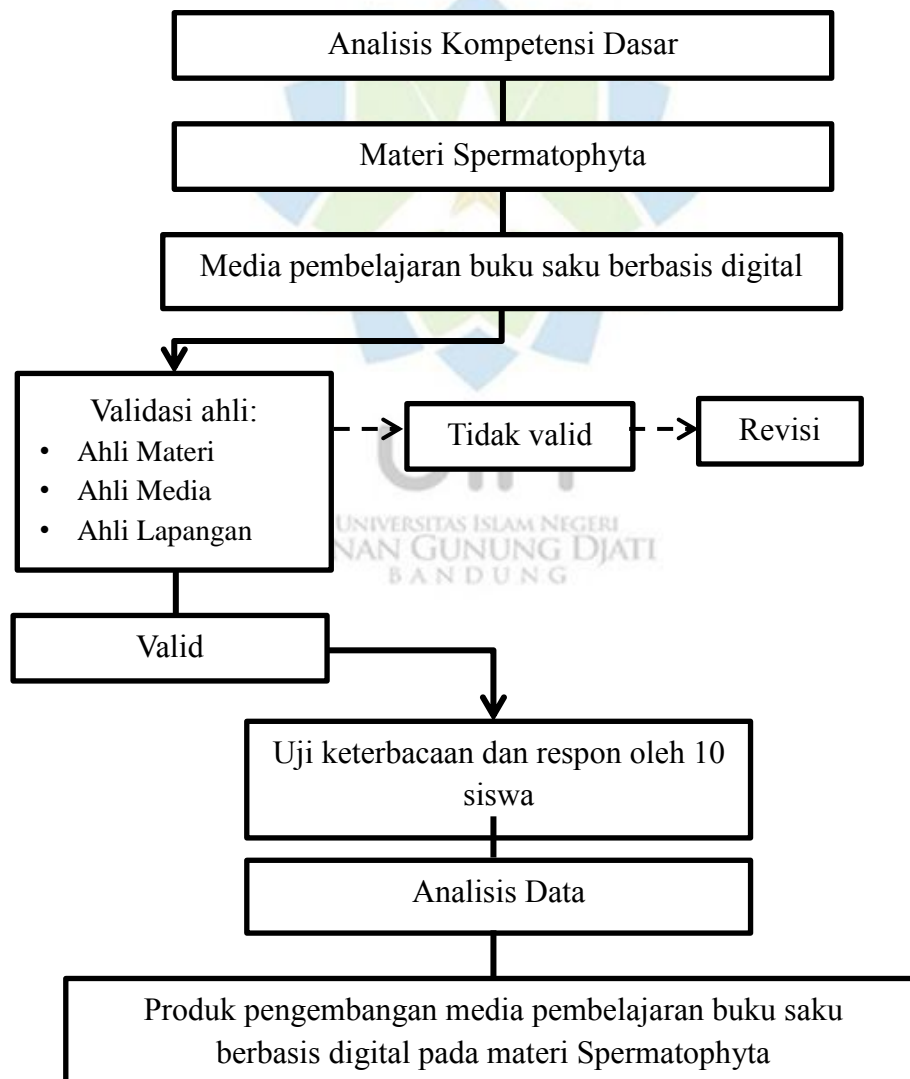 Analisis Kompetensi Dasar
Materi Spermatophyta
Media pembelajaran buku saku berbasis digital
Validasi ahli:
• Ahli Materi
• Ahli Media
• Ahli Lapangan
Tidak valid
Revisi
UNIVERSITAS ISLAM NEGERI
NAN GUNUNG DJATI
BANDUNG
Valid
Uji keterbacaan dan respon oleh 10
siswa
Analisis Data
Produk pengembangan media pembelajaran buku saku
berbasis digital pada materi Spermatophyta